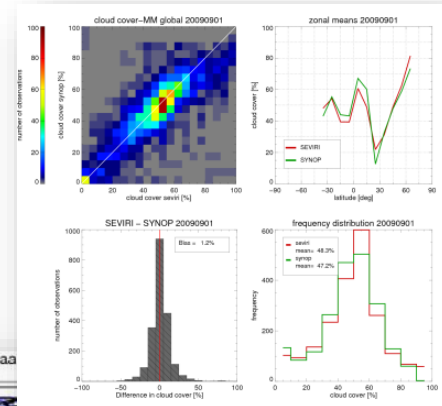 cloud cover-MM global 20090901
number of observations
100
80
60
40
20
0
cloud cover synop [%]
100
80
60
40
20
0
0 20 40 60 80 100
cloud cover seviri [%]
zonal means 20090901
cloud cover [%]
100
80
60
40
20
0
SEVIRI
SYNOP
-90 -60 -30 0 30 60 90
latitude [deg]
SEVIRI - SYNOP 20090901
number of observations
1000
800
600
400
200
0
Bias = 1.2%
-100 -50 0 50 100
Difference in cloud cover [%]
frequency distribution 20090901
frequency
600
400
200
0
seviri
mean= 48.3%
synop
mean= 47.2%
0 20 40 60 80 100
cloud cover [%]